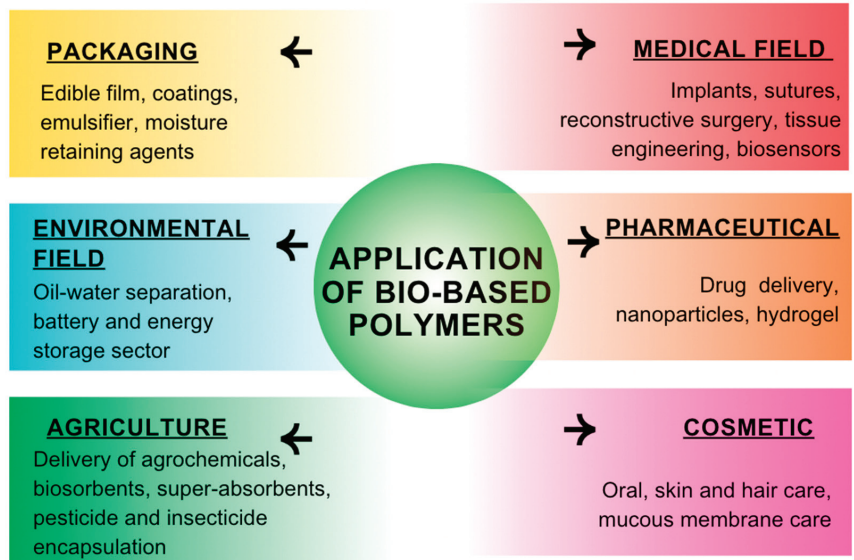 PACKAGING
Edible film, coatings,
emulsifier, moisture
retaining agents
MEDICAL FIELD
Implants, sutures,
reconstructive surgery, tissue
engineering, biosensors
ENVIRONMENTAL
FIELD
Oil-water separation,
battery and energy
storage sector
APPLICATION
OF BIO-BASED
POLYMERS
PHARMACEUTICAL
Drug delivery,
nanoparticles, hydrogel
AGRICULTURE
Delivery of agrochemicals,
biosorbents, super-absorbents,
pesticide and insecticide
encapsulation
COSMETIC
Oral, skin and hair care,
mucous membrane care